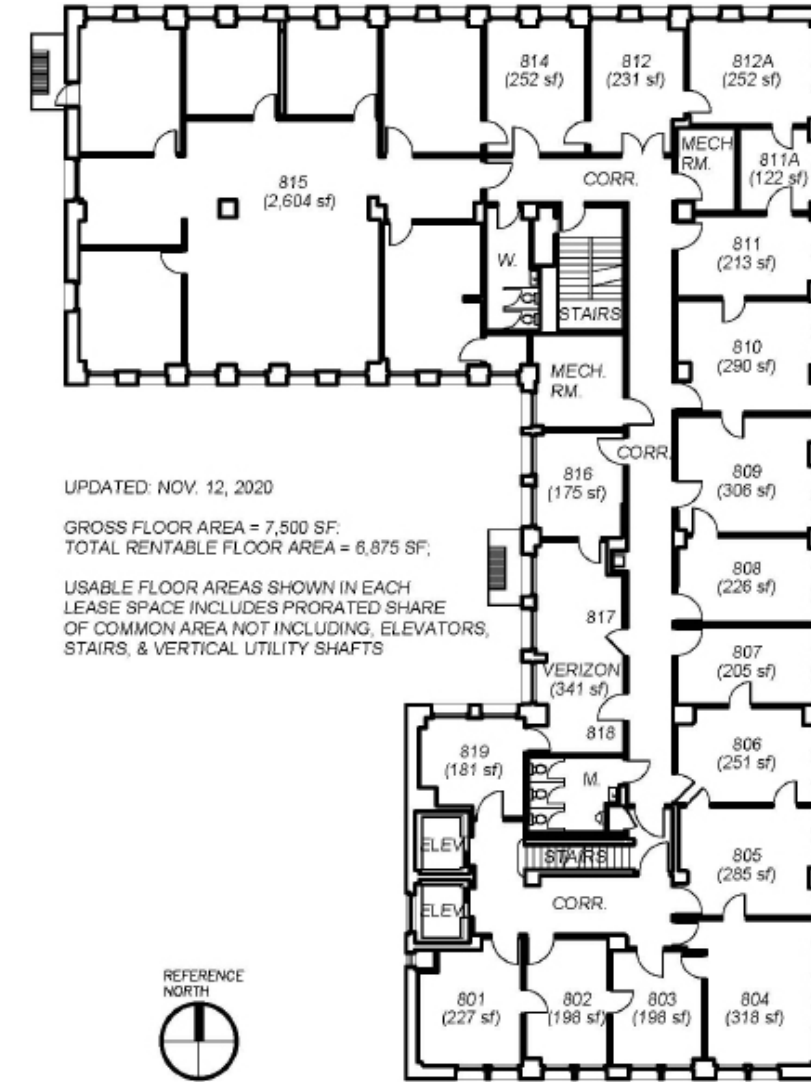 814
(252 sf)
812
(231 sf)
812A
(252 sf)
MECH
RM.
811A
(122 sf)
815
(2,604 sf)
CORR.
811
(213 sf)
W.
STAIRS
810
(290 sf)
MECH.
RM.
CORR.
809
(306 sf)
816
(175 sf)
UPDATED: NOV. 12, 2020
GROSS FLOOR AREA = 7,500 SF:
TOTAL RENTABLE FLOOR AREA = 6,875 SF;
USABLE FLOOR AREAS SHOWN IN EACH
LEASE SPACE INCLUDES PRORATED SHARE
OF COMMON AREA NOT INCLUDING, ELEVATORS,
STAIRS, & VERTICAL UTILITY SHAFTS
808
(226 sf)
817
VERIZON
(341 sf)
818
807
(205 sf)
806
(251 sf)
819
(181 sf)
M.
ELEV
STAIRS
805
(285 sf)
ELEV
CORR.
REFERENCE
NORTH
801
(227 sf)
802
(198 sf)
803
(198 sf)
804
(318 sf)